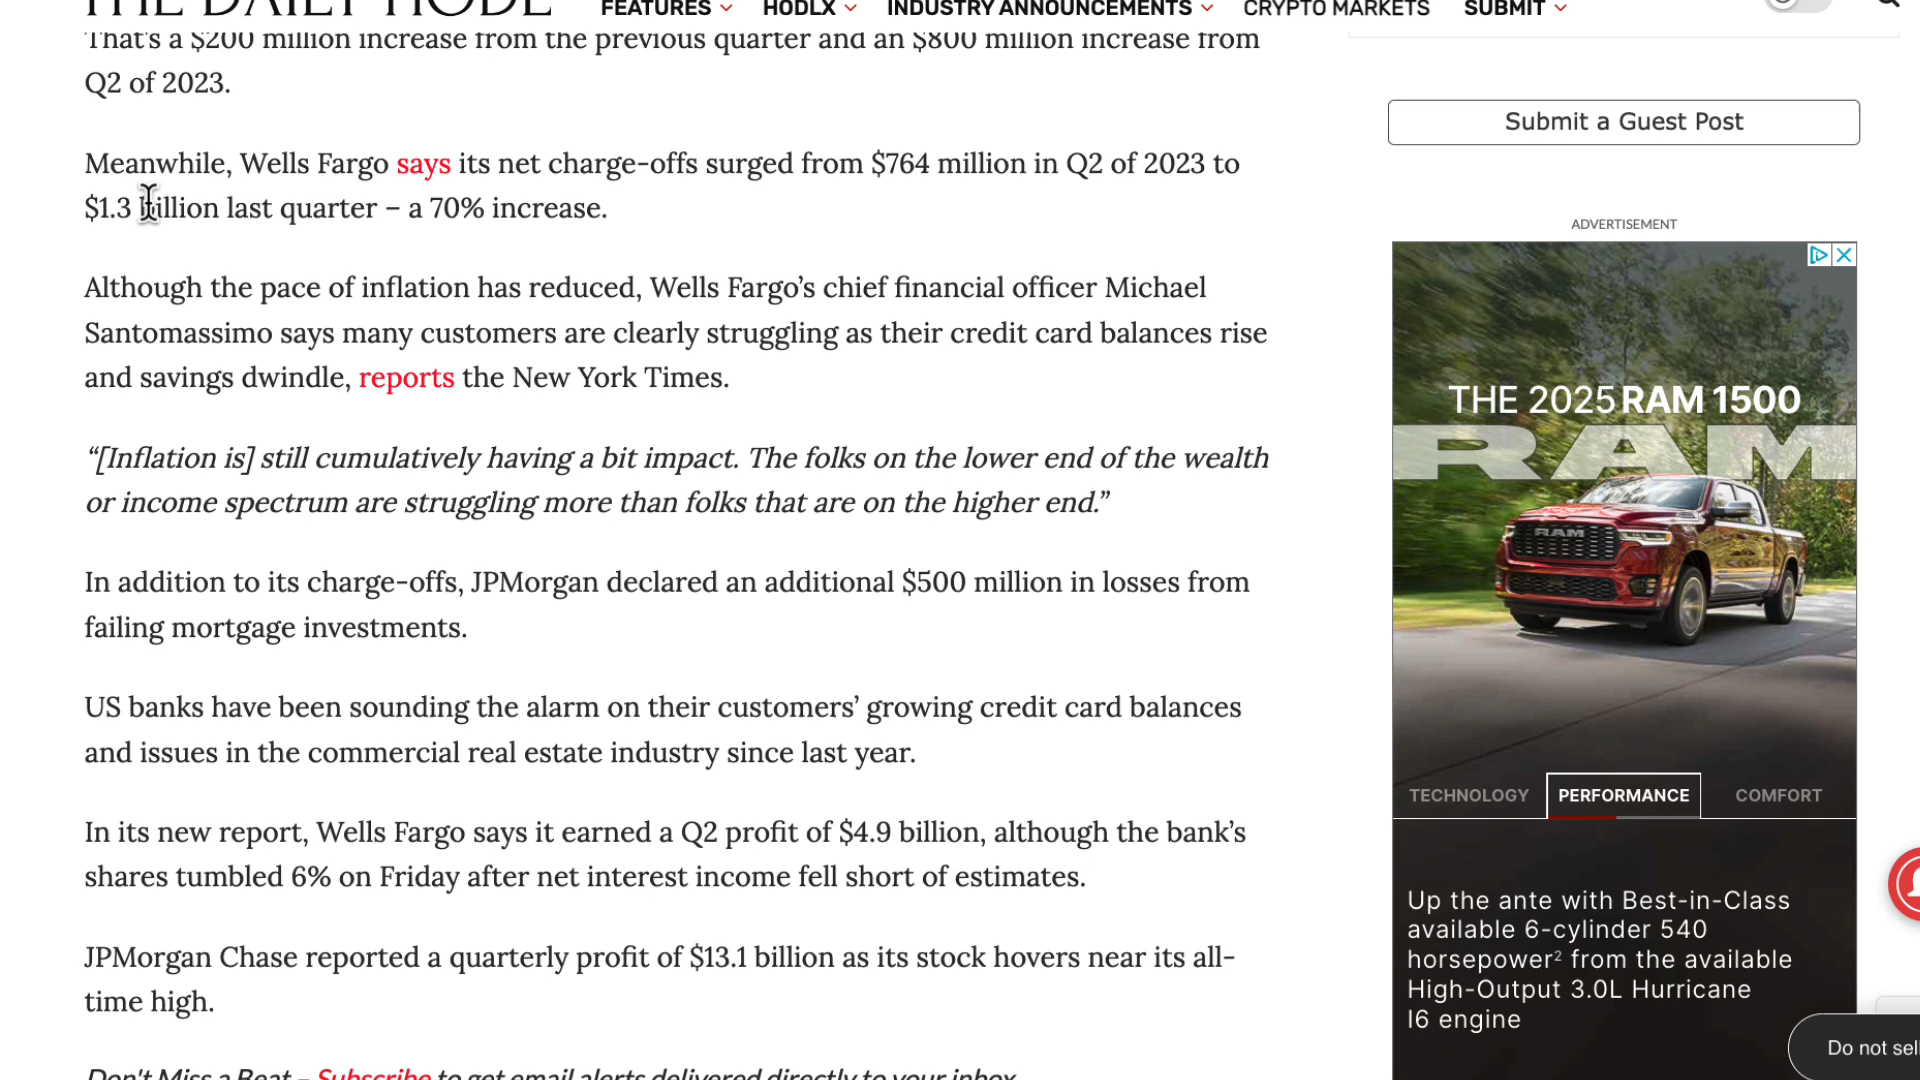 THE DAILY HODL
FEATURES
HODLX
INDUSTRY ANNOUNCEMENTS
CRYPTO MARKETS
SUBMIT
That's a $200 million increase from the previous quarter and an $800 million increase from
Q2 of 2023.
Meanwhile, Wells Fargo says its net charge-offs surged from $764 million in Q2 of 2023 to
$1.3 billion last quarter – a 70% increase.
Although the pace of inflation has reduced, Wells Fargo’s chief financial officer Michael
Santomassimo says many customers are clearly struggling as their credit card balances rise
and savings dwindle, reports the New York Times.
“[Inflation is] still cumulatively having a bit impact. The folks on the lower end of the wealth
or income spectrum are struggling more than folks that are on the higher end.”
In addition to its charge-offs, JPMorgan declared an additional $500 million in losses from
failing mortgage investments.
US banks have been sounding the alarm on their customers’ growing credit card balances
and issues in the commercial real estate industry since last year.
In its new report, Wells Fargo says it earned a Q2 profit of $4.9 billion, although the bank’s
shares tumbled 6% on Friday after net interest income fell short of estimates.
JPMorgan Chase reported a quarterly profit of $13.1 billion as its stock hovers near its all-
time high.
Don't Miss a Beat – Subscribe to get email alerts delivered directly to your inbox
Submit a Guest Post
ADVERTISEMENT
THE 2025 RAM 1500
RAM
RAM
TECHNOLOGY
PERFORMANCE
COMFORT
Up the ante with Best-in-Class
available 6-cylinder 540
horsepower² from the available
High-Output 3.0L Hurricane
I6 engine
Do not sell